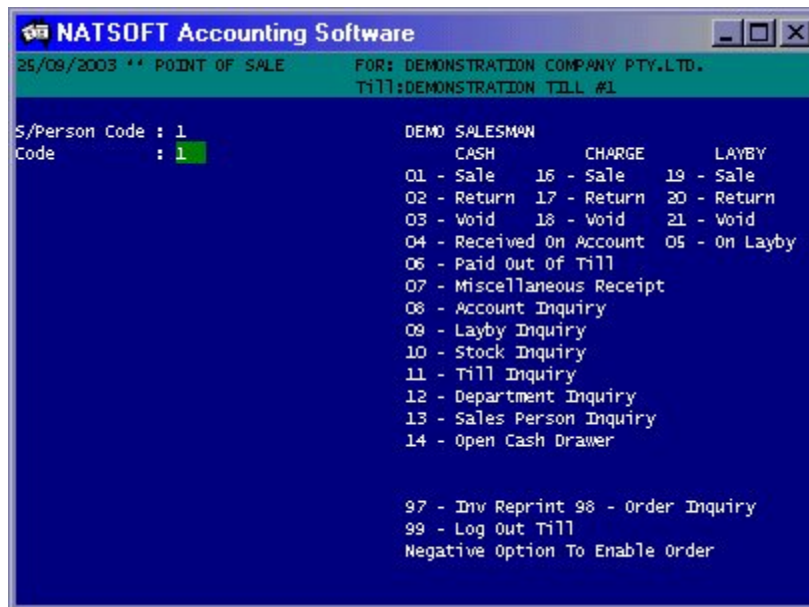 NATSOFT Accounting Software
25/09/2003 ** POINT OF SALE FOR: DEMONSTRATION COMPANY PTY.LTD.
Till:DEMONSTRATION TILL #1
S/Person Code : 1 DEMO SALESMAN
Code : 1 CASH CHARGE LAYBY
01 - Sale 16 - Sale 19 - Sale
02 - Return 17 - Return 20 - Return
03 - Void 18 - Void 21 - Void
04 - Received On Account 05 - On Layby
06 - Paid Out Of Till
07 - Miscellaneous Receipt
08 - Account Inquiry
09 - Layby Inquiry
10 - Stock Inquiry
11 - Till Inquiry
12 - Department Inquiry
13 - Sales Person Inquiry
14 - Open Cash Drawer
97 - Inv Reprint 98 - Order Inquiry
99 - Log Out Till
Negative Option To Enable Order